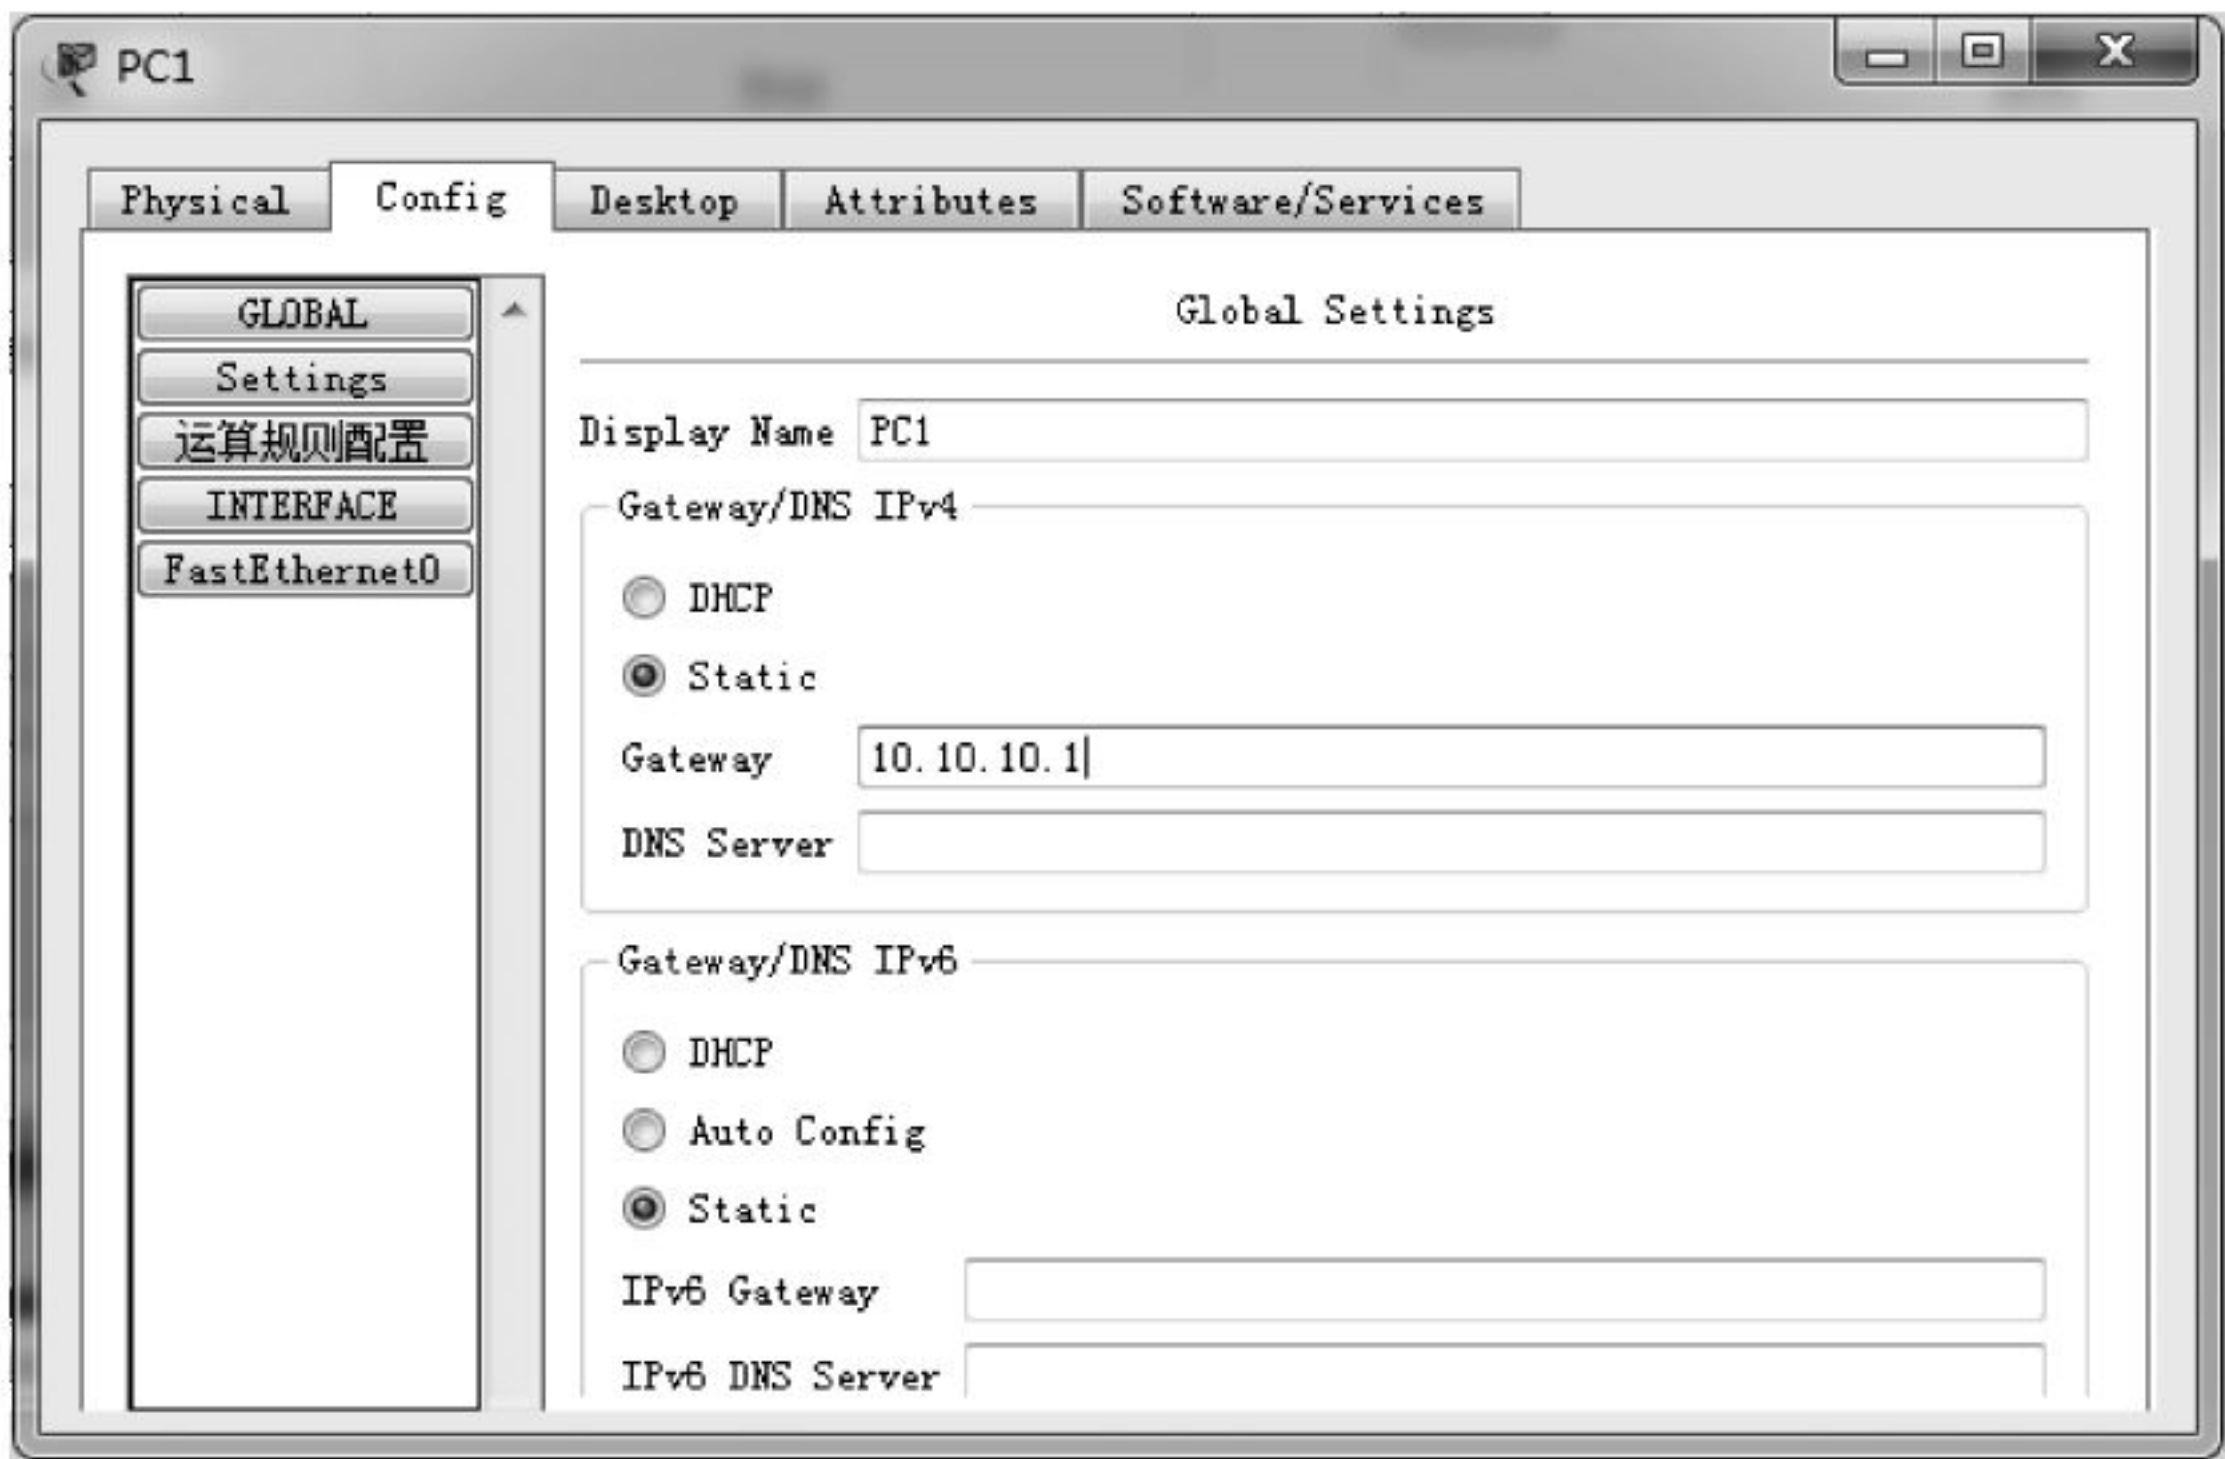 PC1
Physical Config Desktop Attributes Software/Services
GLOBAL
Settings
运算规则配置
INTERFACE
FastEthernet0
Global Settings
Display Name PC1
Gateway/DNS IPv4
DHCP
Static
Gateway 10.10.10.1
DNS Server
Gateway/DNS IPv6
DHCP
Auto Config
Static
IPv6 Gateway
IPv6 DNS Server